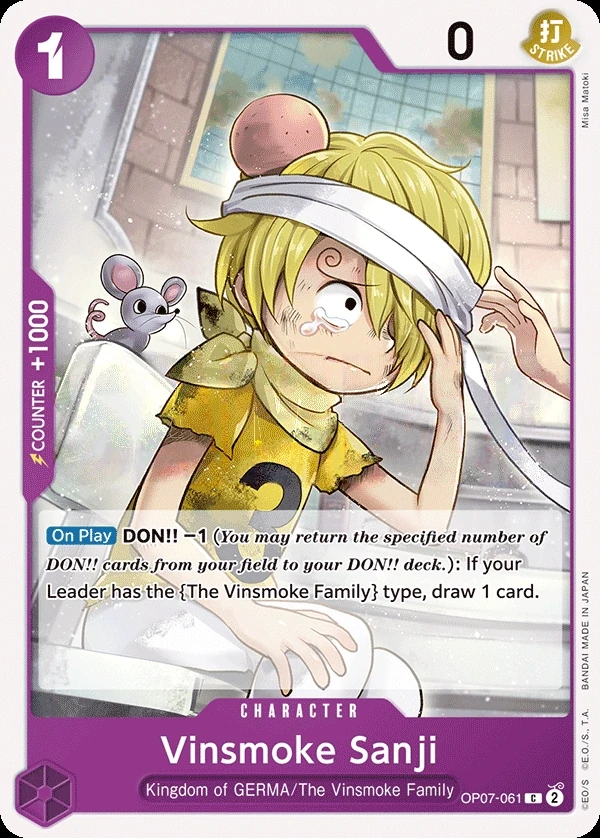 1
0
打
STRIKE
Misa Matoki
COUNTER +1000
3
On Play DON!! −1 (You may return the specified number of
DON!! cards from your field to your DON!! deck.): If your
Leader has the {The Vinsmoke Family} type, draw 1 card.
CHARACTER
Vinsmoke Sanji
Kingdom of GERMA/The Vinsmoke Family
OP07-061 C 2
©E.O/S ©E.O./S., T.A. BANDAI MADE IN JAPAN